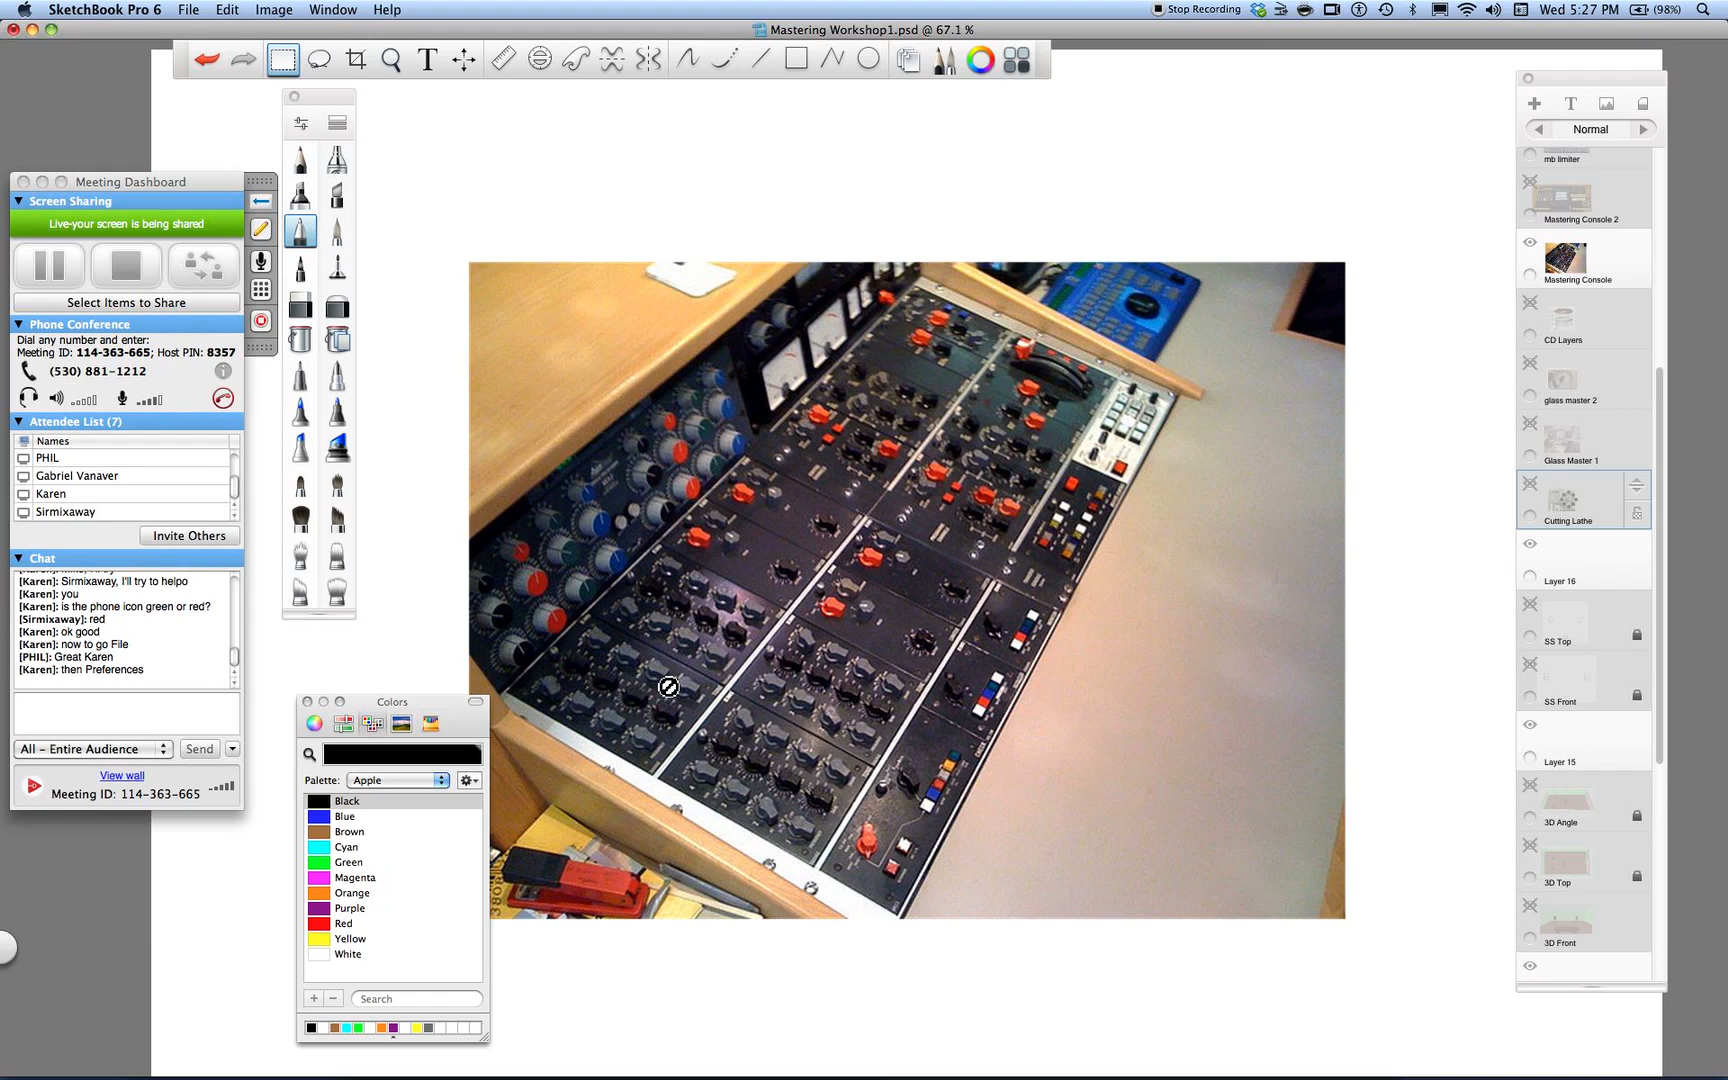 SketchBook Pro 6 File Edit Image Window Help
Stop Recording Wed 5:27 PM (98%)
Mastering Workshop1.psd @ 67.1 %
Meeting Dashboard
Screen Sharing
Live-your screen is being shared
Select Items to Share
Phone Conference
Dial any number and enter:
Meeting ID: 114-363-665; Host PIN: 8357
(530) 881-1212
Attendee List (7)
Names
PHIL
Gabriel Vanaver
Karen
Sirmixaway
Invite Others
Chat
[Karen]: Sirmixaway, I'll try to helpo
[Karen]: you
[Karen]: is the phone icon green or red?
[Sirmixaway]: red
[Karen]: ok good
[Karen]: now to go File
[PHIL]: Great Karen
[Karen]: then Preferences
All - Entire Audience Send
View wall
Meeting ID: 114-363-665
Colors
Palette: Apple
Black
Blue
Brown
Cyan
Green
Magenta
Orange
Purple
Red
Yellow
White
Search
T
T
Normal
mb limiter
Mastering Console 2
Mastering Console
CD Layers
glass master 2
Glass Master 1
Cutting Lathe
Layer 16
SS Top
SS Front
Layer 15
3D Angle
3D Top
3D Front